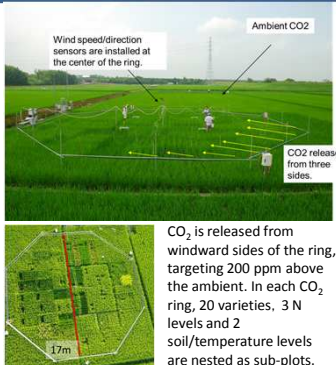 Ambient CO2
Wind speed/direction
sensors are installed at
the center of the ring.
CO2 release
from three
sides.
CO2 is released from
windward sides of the ring,
targeting 200 ppm above
the ambient. In each CO2
ring, 20 varieties, 3 N
levels and 2
soil/temperature levels
are nested as sub-plots.
17m